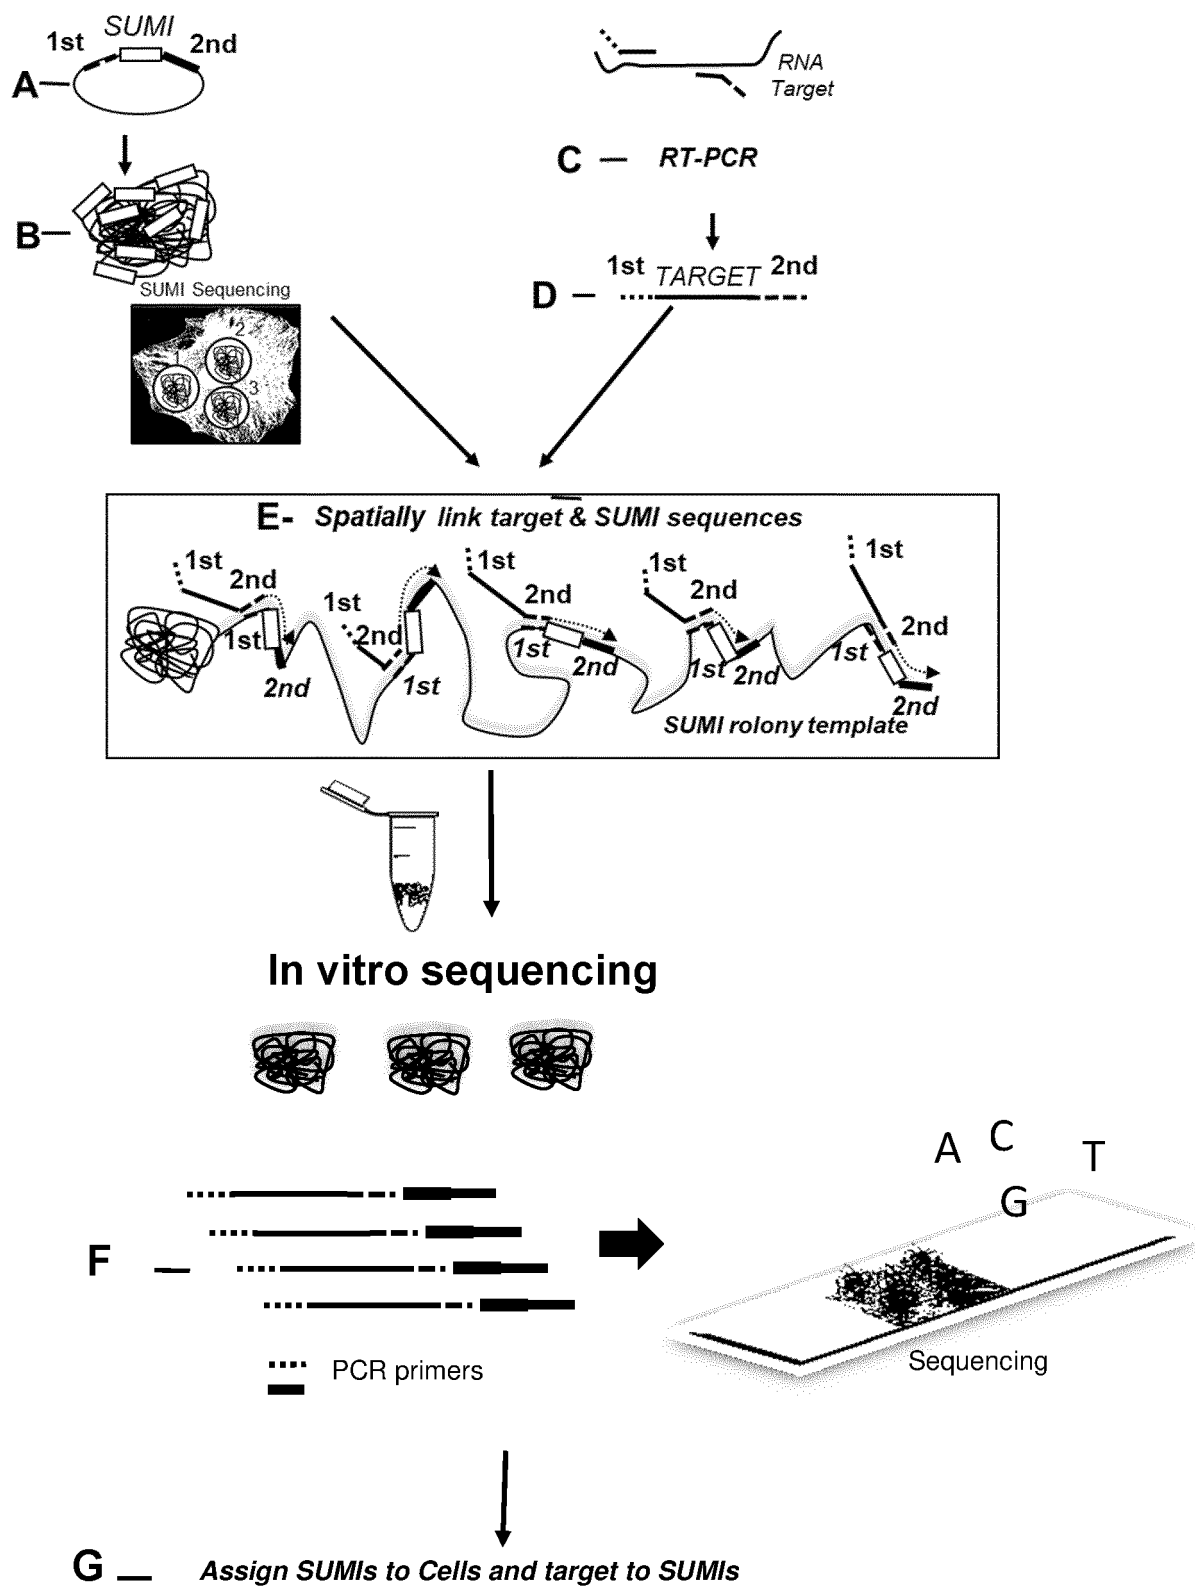 SUMI
1st 2nd
A
B
SUMI Sequencing
1
2
3
RNA
Target
C – RT-PCR
1st TARGET 2nd
D –
E- Spatially link target & SUMI sequences
1st 2nd 1st 2nd
1st 2nd 1st
1st 2nd 1st 2nd
1st 2nd 1st 2nd
1st 2nd 1st 2nd
SUMI rolony template
In vitro sequencing
A C T G
F
PCR primers
Sequencing
G – Assign SUMIs to Cells and target to SUMIs